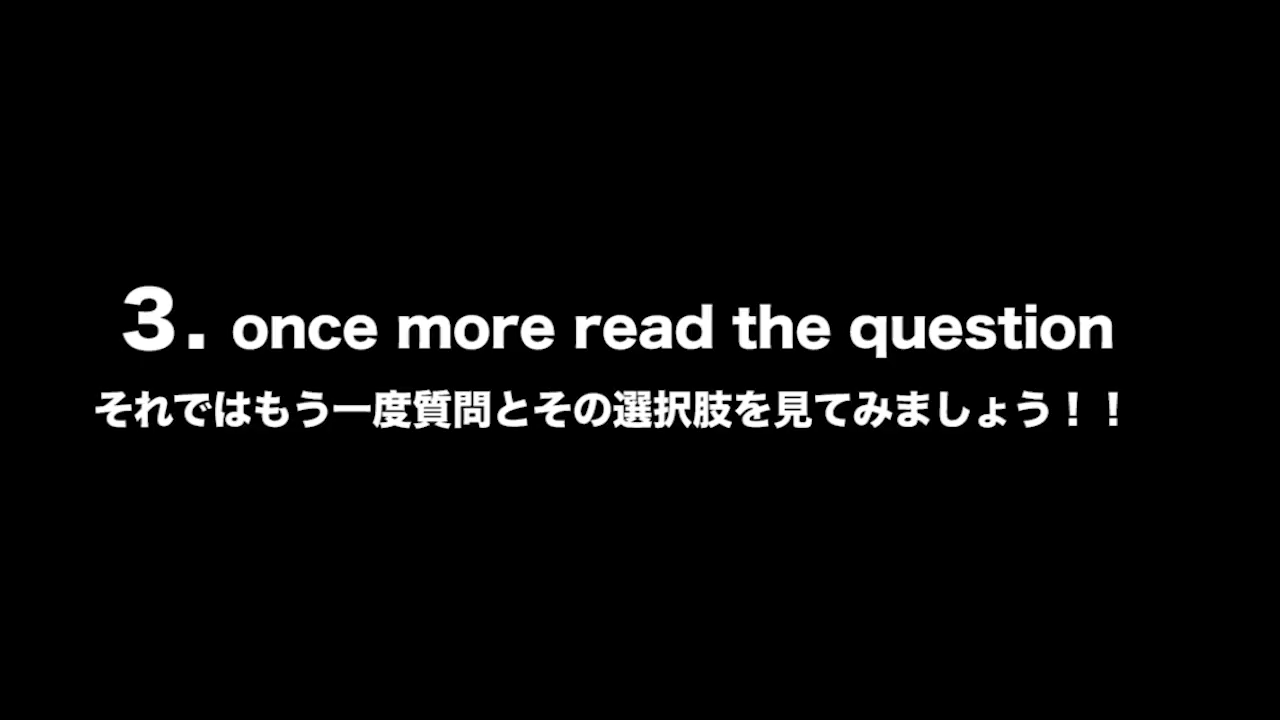 ３. once more read the question
それではもう一度質問とその選択肢を見てみましょう！！